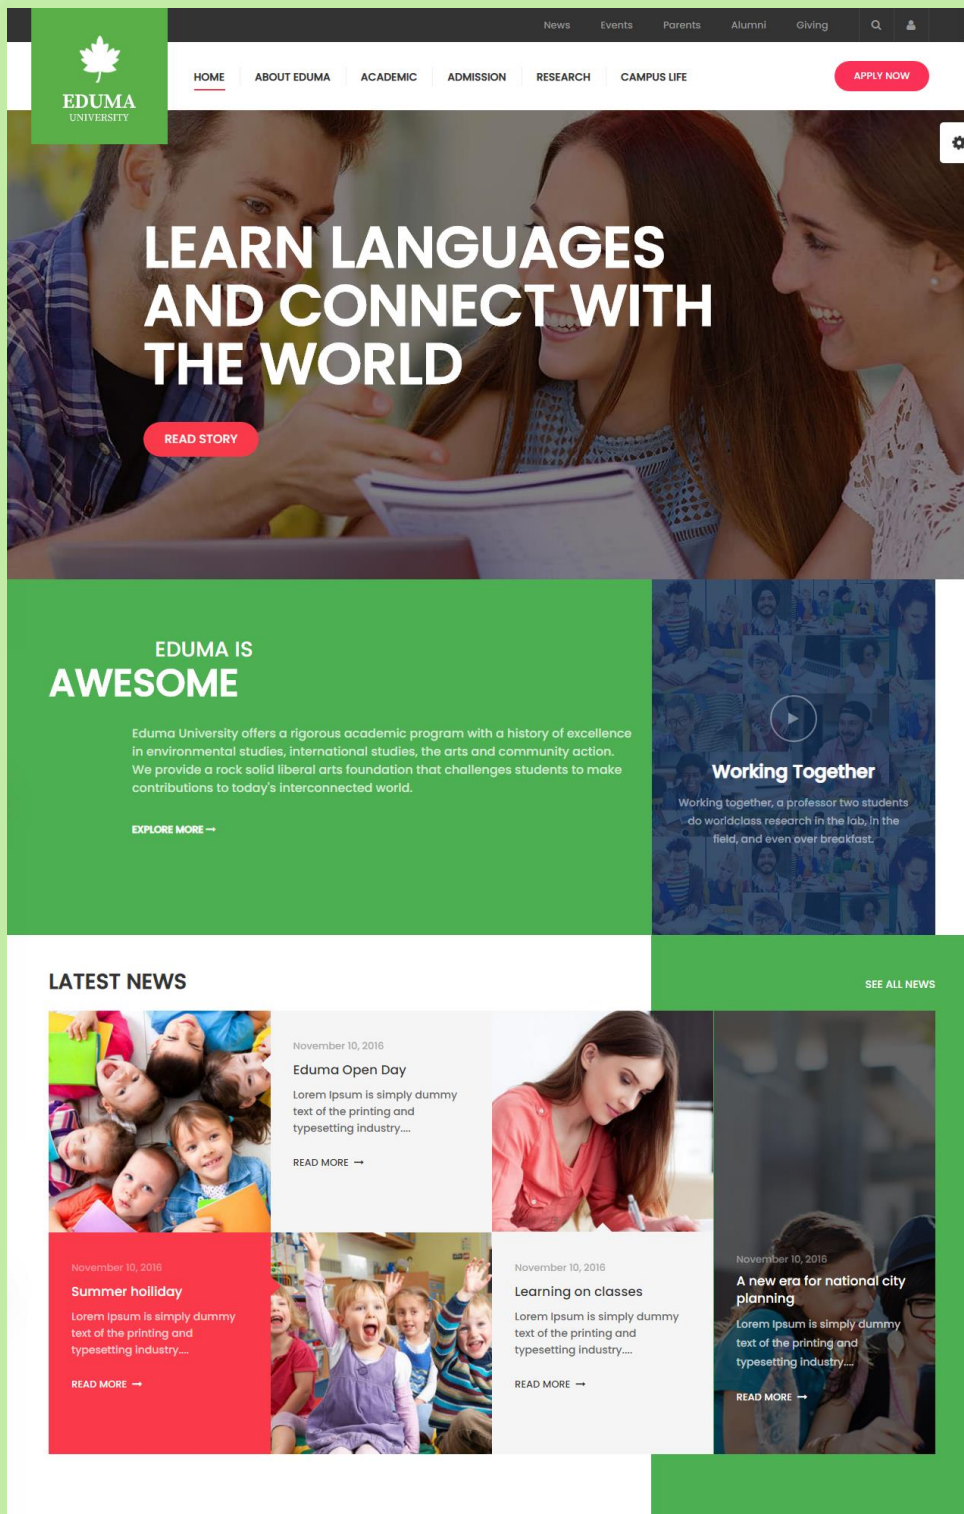 News Events Parents Alumni Giving
EDUMA
UNIVERSITY
HOME ABOUT EDUMA ACADEMIC ADMISSION RESEARCH CAMPUS LIFE
APPLY NOW
LEARN LANGUAGES
AND CONNECT WITH
THE WORLD
READ STORY
EDUMA IS
AWESOME
Eduma University offers a rigorous academic program with a history of excellence
in environmental studies, international studies, the arts and community action.
We provide a rock solid liberal arts foundation that challenges students to make
contributions to today's interconnected world.
EXPLORE MORE →
Working Together
Working together, a professor two students
do worldclass research in the lab, in the
field, and even over breakfast.
LATEST NEWS
SEE ALL NEWS
November 10, 2016
Eduma Open Day
Lorem Ipsum is simply dummy
text of the printing and
typesetting industry....
READ MORE →
November 10, 2016
Summer holliday
Lorem Ipsum is simply dummy
text of the printing and
typesetting industry....
READ MORE →
November 10, 2016
Learning on classes
Lorem Ipsum is simply dummy
text of the printing and
typesetting industry....
READ MORE →
November 10, 2016
A new era for national city
planning
Lorem Ipsum is simply dummy
text of the printing and
typesetting industry....
READ MORE →